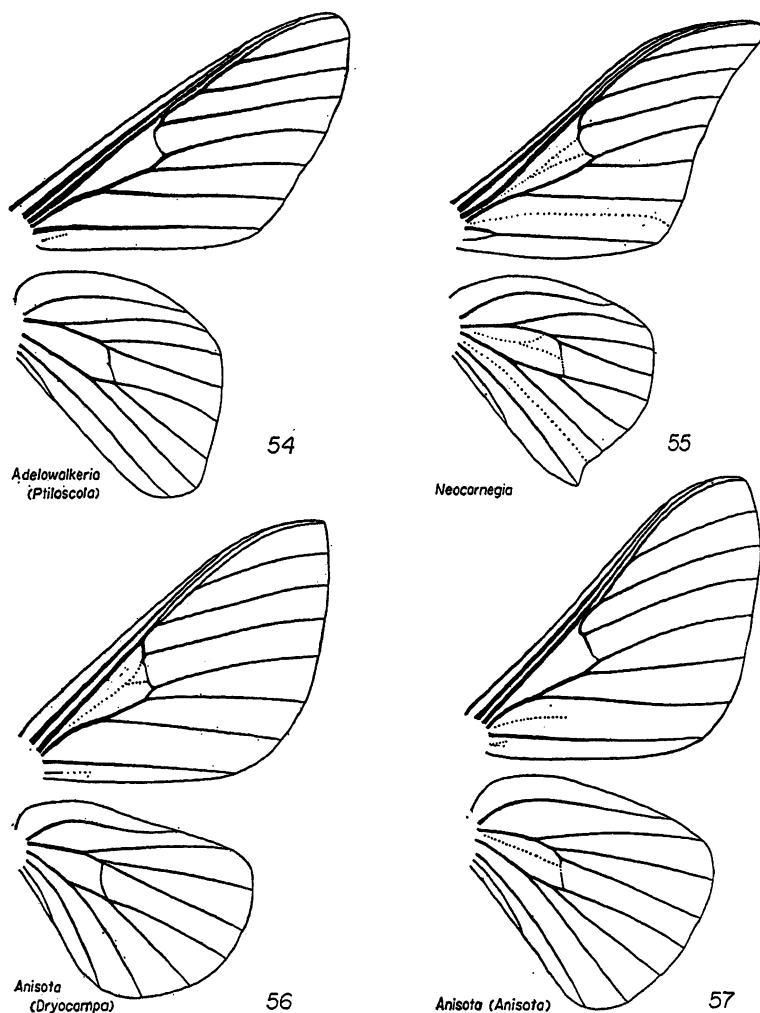 54
Adelowalkeria
(Ptiloscola)
55
Neocarnegia
56
Anisota
(Dryocampa)
57
Anisota (Anisota)